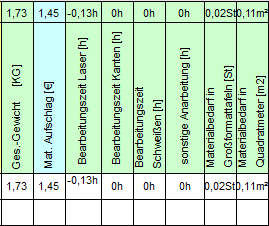 1,73 1,45 -0,13h 0h 0h 0h 0,02St 0,11m²
Ges.-Gewicht [KG]
Mat. Aufschlag [€]
Bearbeitungszeit Laser [h]
Bearbeitungszeit Kanten [h]
Bearbeitungszeit
Schweißen [h]
sonstige Anarbeitung [h]
Materialbedarf in
Großformattafeln [St]
Materialbedarf in
Quadratmeter [m2]
1,73 1,45 -0,13h 0h 0h 0h 0,02St 0,11m²